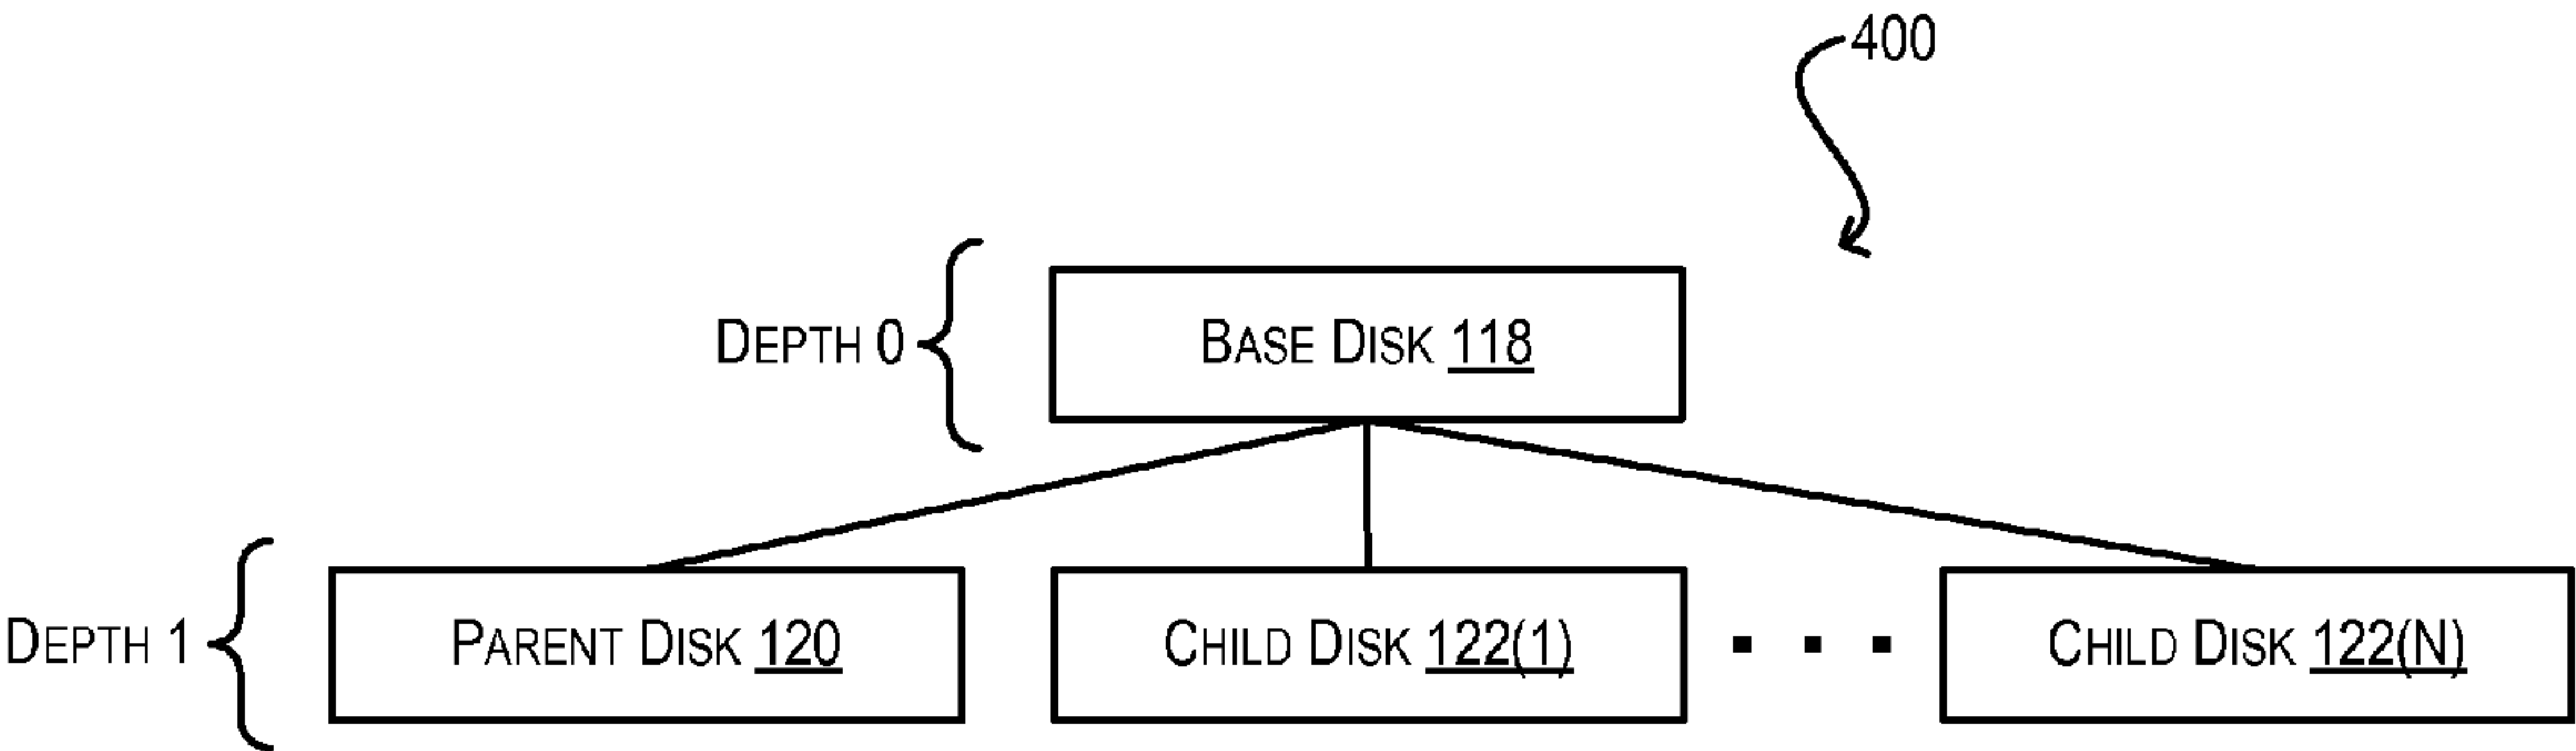 400
DEPTH 0
BASE DISK 118
DEPTH 1
PARENT DISK 120
CHILD DISK 122(1)
CHILD DISK 122(N)